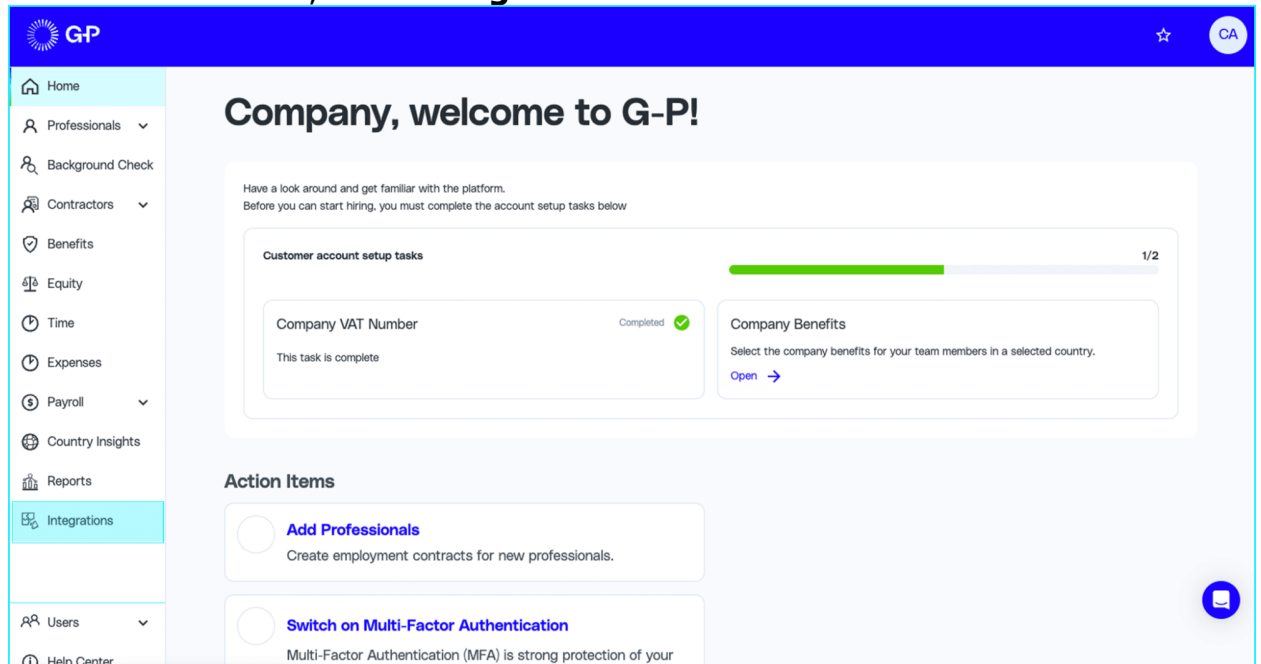 G-P
CA
Home
Professionals
Background Check
Contractors
Benefits
Equity
Time
Expenses
Payroll
Country Insights
Reports
Integrations
Users
Help Center
Company, welcome to G-P!
Have a look around and get familiar with the platform.
Before you can start hiring, you must complete the account setup tasks below
Customer account setup tasks
1/2
Company VAT Number
Completed
This task is complete
Company Benefits
Select the company benefits for your team members in a selected country.
Open
Action Items
Add Professionals
Create employment contracts for new professionals.
Switch on Multi-Factor Authentication
Multi-Factor Authentication (MFA) is strong protection of your